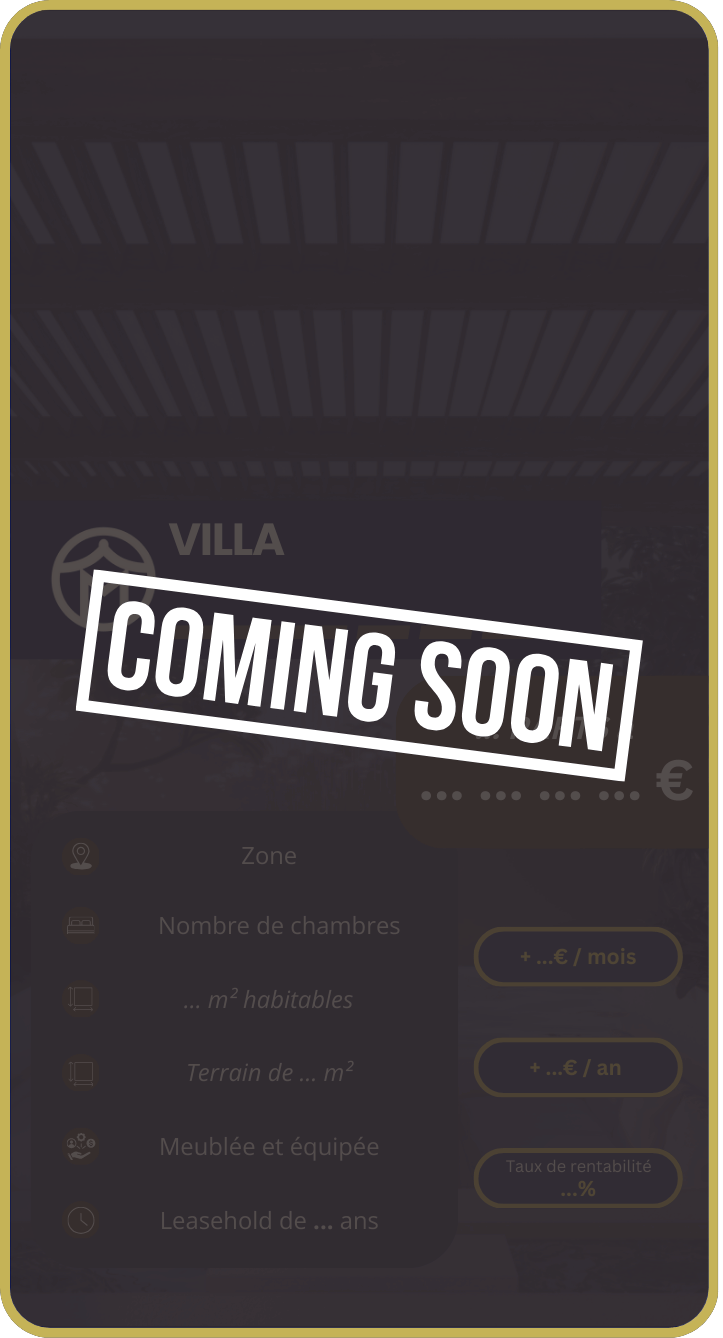 VILLA
COMING SOON
... ... ... ... €
Zone
Nombre de chambres
... m² habitables
Terrain de ... m²
Meublée et équipée
Leasehold de ... ans
+ ...€ / mois
+ ...€ / an
Taux de rentabilité
...%